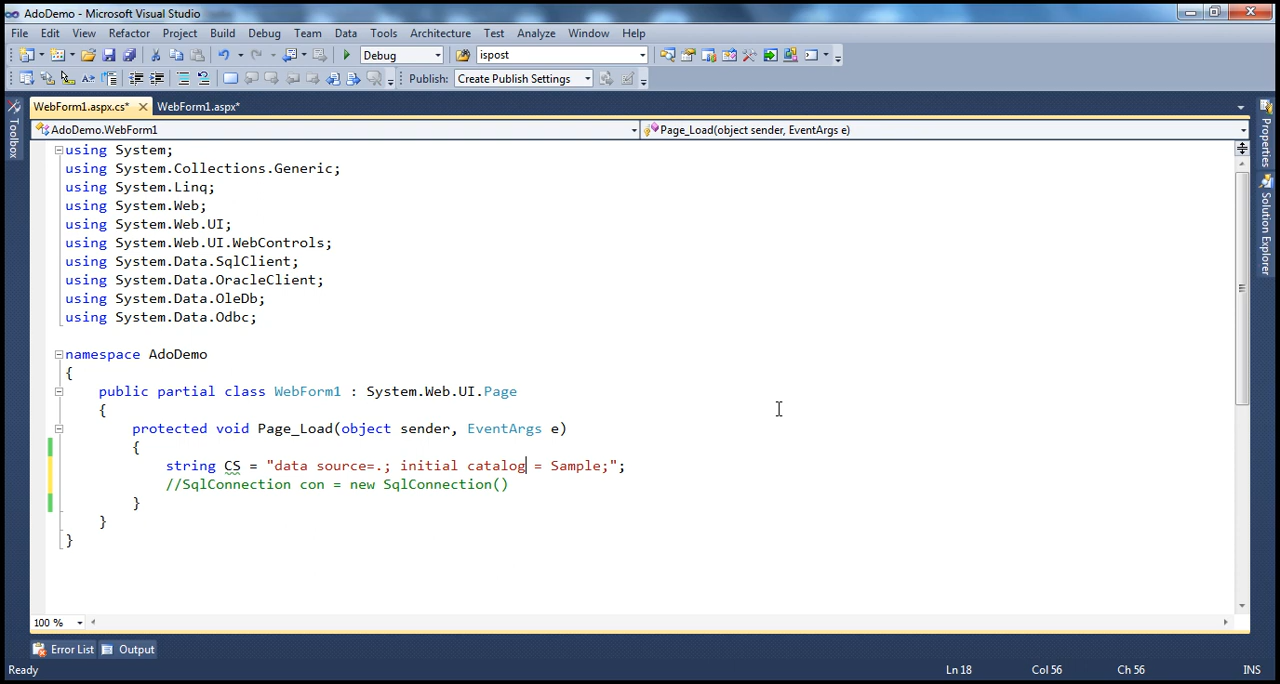 AdoDemo - Microsoft Visual Studio
File Edit View Refactor Project Build Debug Team Data Tools Architecture Test Analyze Window Help
Debug ispost
Publish: Create Publish Settings
WebForm1.aspx.cs* WebForm1.aspx*
AdoDemo.WebForm1 Page_Load(object sender, EventArgs e)
Toolbox
Properties
Solution Explorer
using System;
using System.Collections.Generic;
using System.Linq;
using System.Web;
using System.Web.UI;
using System.Web.UI.WebControls;
using System.Data.SqlClient;
using System.Data.OracleClient;
using System.Data.OleDb;
using System.Data.Odbc;
namespace AdoDemo
{
public partial class WebForm1 : System.Web.UI.Page
{
protected void Page_Load(object sender, EventArgs e)
{
string CS = "data source=.; initial catalog = Sample;";
//SqlConnection con = new SqlConnection()
}
}
}
100 %
Error List Output
Ready Ln 18 Col 56 Ch 56 INS